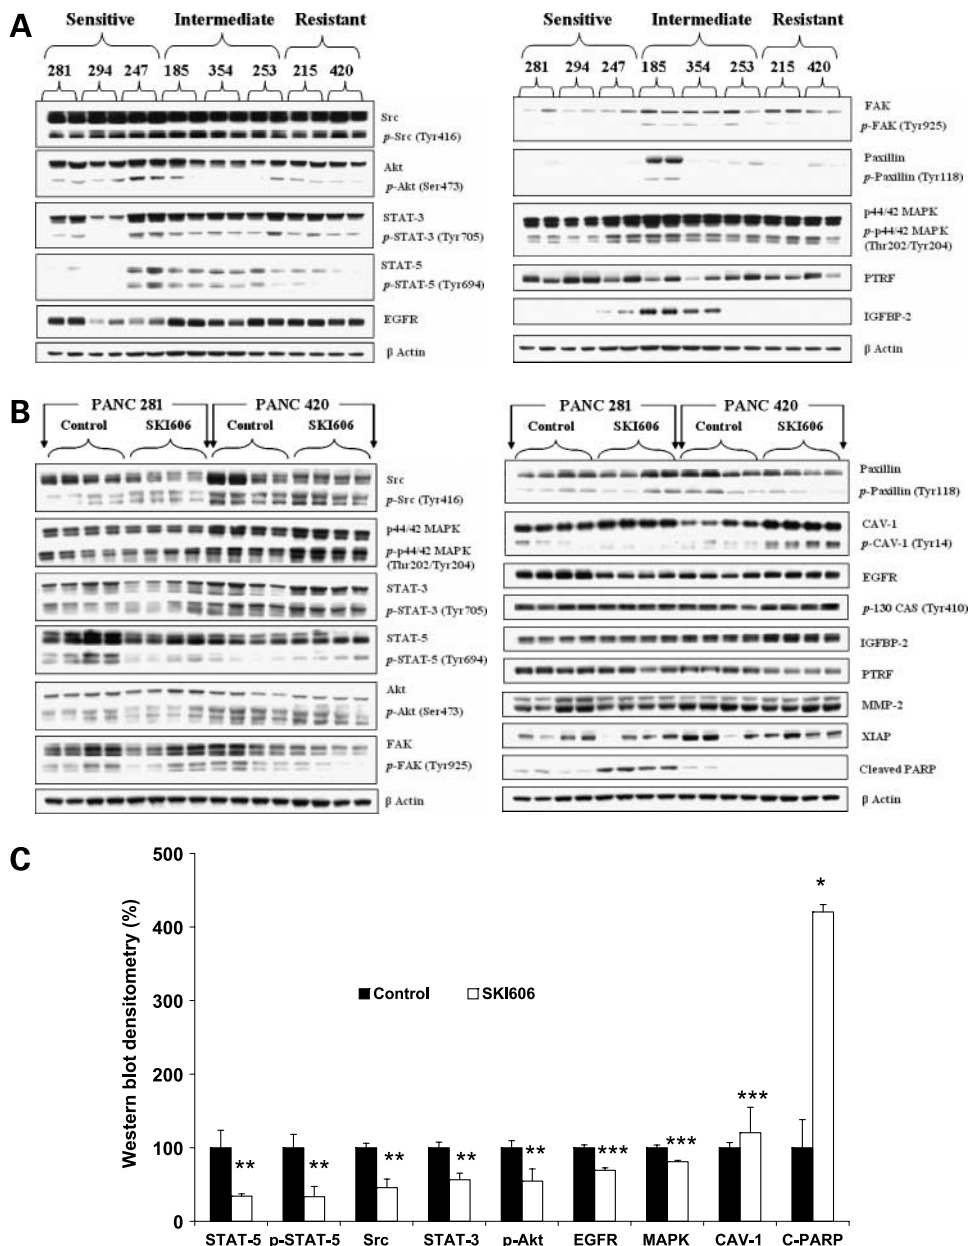 A
Sensitive Intermediate Resistant
281 294 247 185 354 253 215 420
Src
p-Src (Tyr416)
Akt
p-Akt (Ser473)
STAT-3
p-STAT-3 (Tyr705)
STAT-5
p-STAT-5 (Tyr694)
EGFR
β Actin
Sensitive Intermediate Resistant
281 294 247 185 354 253 215 420
FAK
p-FAK (Tyr925)
Paxillin
p-Paxillin (Tyr118)
p44/42 MAPK
p-p44/42 MAPK
(Thr202/Tyr204)
PTRF
IGFBP-2
β Actin
B
PANC 281 PANC 420
Control SKI606 Control SKI606
Src
p-Src (Tyr416)
p44/42 MAPK
p-p44/42 MAPK
(Thr202/Tyr204)
STAT-3
p-STAT-3 (Tyr705)
STAT-5
p-STAT-5 (Tyr694)
Akt
p-Akt (Ser473)
FAK
p-FAK (Tyr925)
β Actin
PANC 281 PANC 420
Control SKI606 Control SKI606
Paxillin
p-Paxillin (Tyr118)
CAV-1
p-CAV-1 (Tyr14)
EGFR
p-130 CAS (Tyr410)
IGFBP-2
PTRF
MMP-2
XIAP
Cleaved PARP
β Actin
C
Western blot densitometry (%)
500
400
300
200
100
0
Control SKI606
** ** ** ** ** *** *** *** *
STAT-5 p-STAT-5 Src STAT-3 p-Akt EGFR MAPK CAV-1 C-PARP